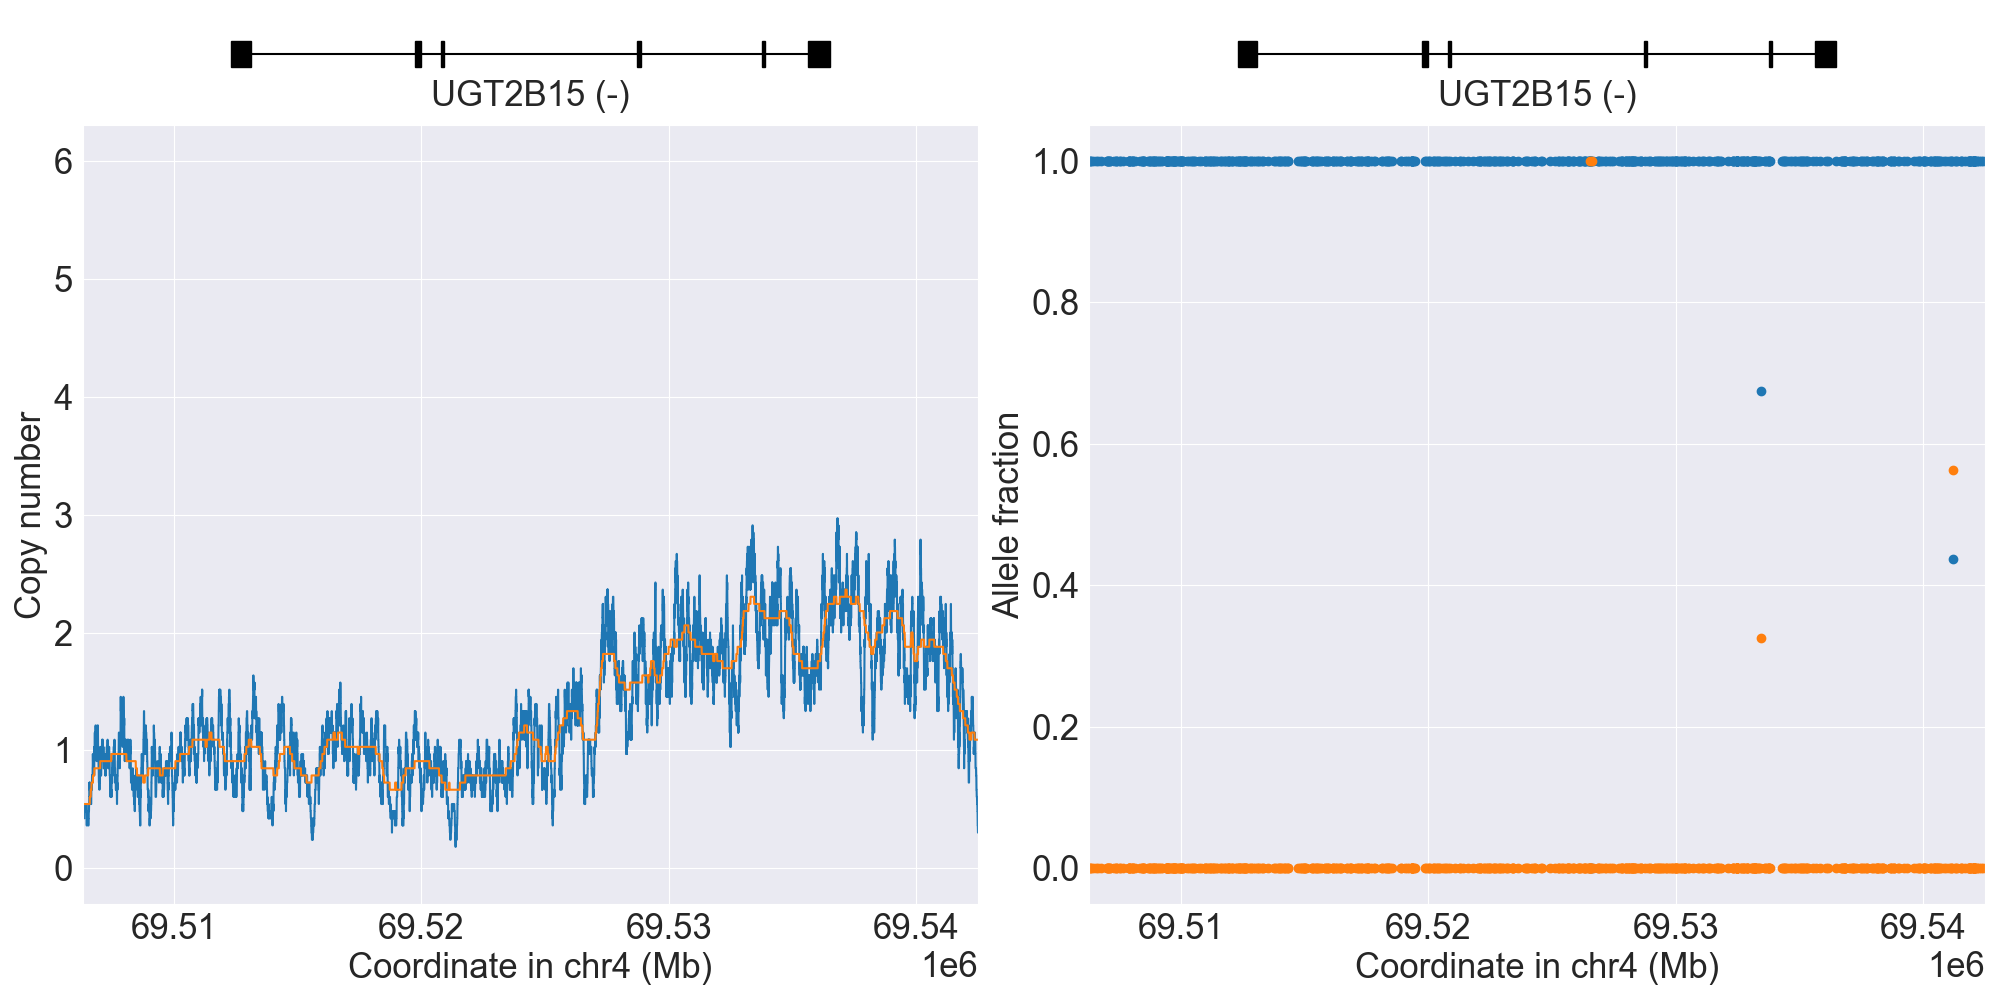 UGT2B15 (-)
6
5
4
3
2
1
0
Copy number
69.51 69.52 69.53 69.54
Coordinate in chr4 (Mb)
1e6
UGT2B15 (-)
1.0
0.8
0.6
0.4
0.2
0.0
Allele fraction
69.51 69.52 69.53 69.54
Coordinate in chr4 (Mb)
1e6